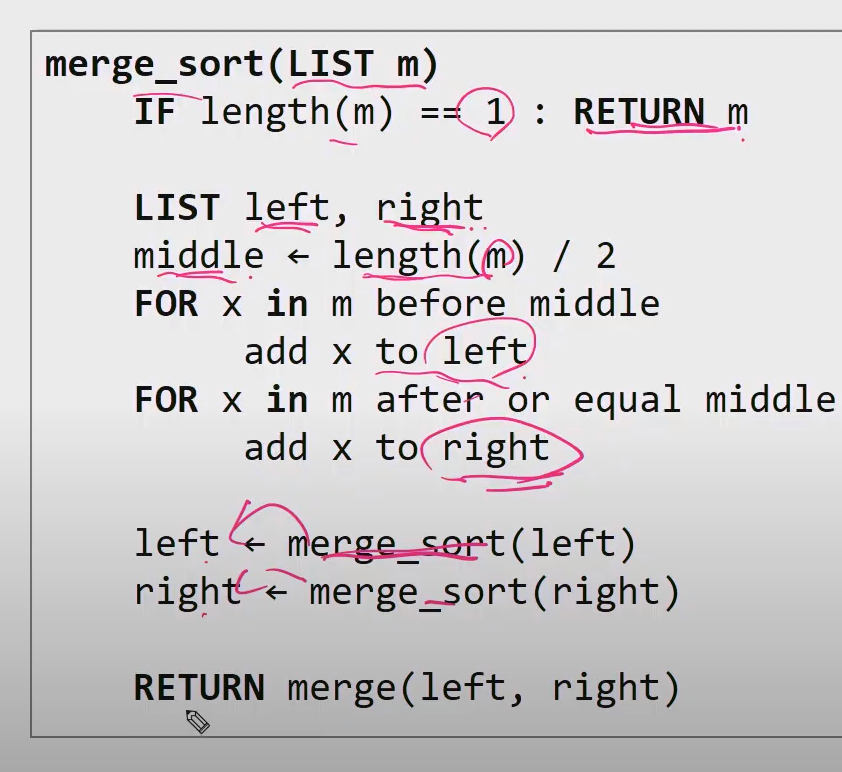 merge_sort(LIST m)
IF length(m) == 1 : RETURN m
LIST left, right
middle ← length(m) / 2
FOR x in m before middle
add x to left
FOR x in m after or equal middle
add x to right
left ← merge_sort(left)
right ← merge_sort(right)
RETURN merge(left, right)